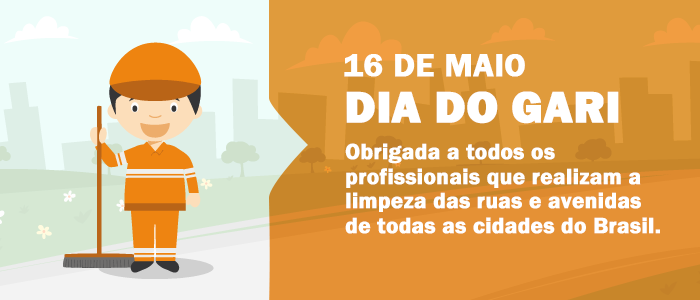 16 DE MAIO
DIA DO GARI
Obrigada a todos os
profissionais que realizam a
limpeza das ruas e avenidas
de todas as cidades do Brasil.